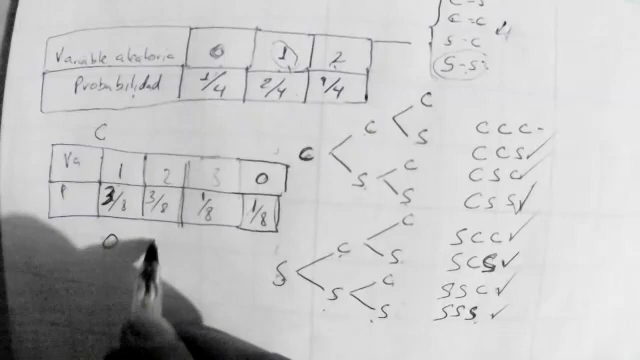 C-S
C-C
S-C
S-S
Variable aleatoria 0 1 2
Probabilidad 1/4 2/4 1/4
C
Va 1 2 3 0
P 3/8 3/8 1/8 1/8
0
C
S
C
S
C
S
C
S
C
S
C
S
C
S
CCC-
CCS✓
CSC✓
CSS✓
SCC✓
SCS✓
SSC✓
SSS✓